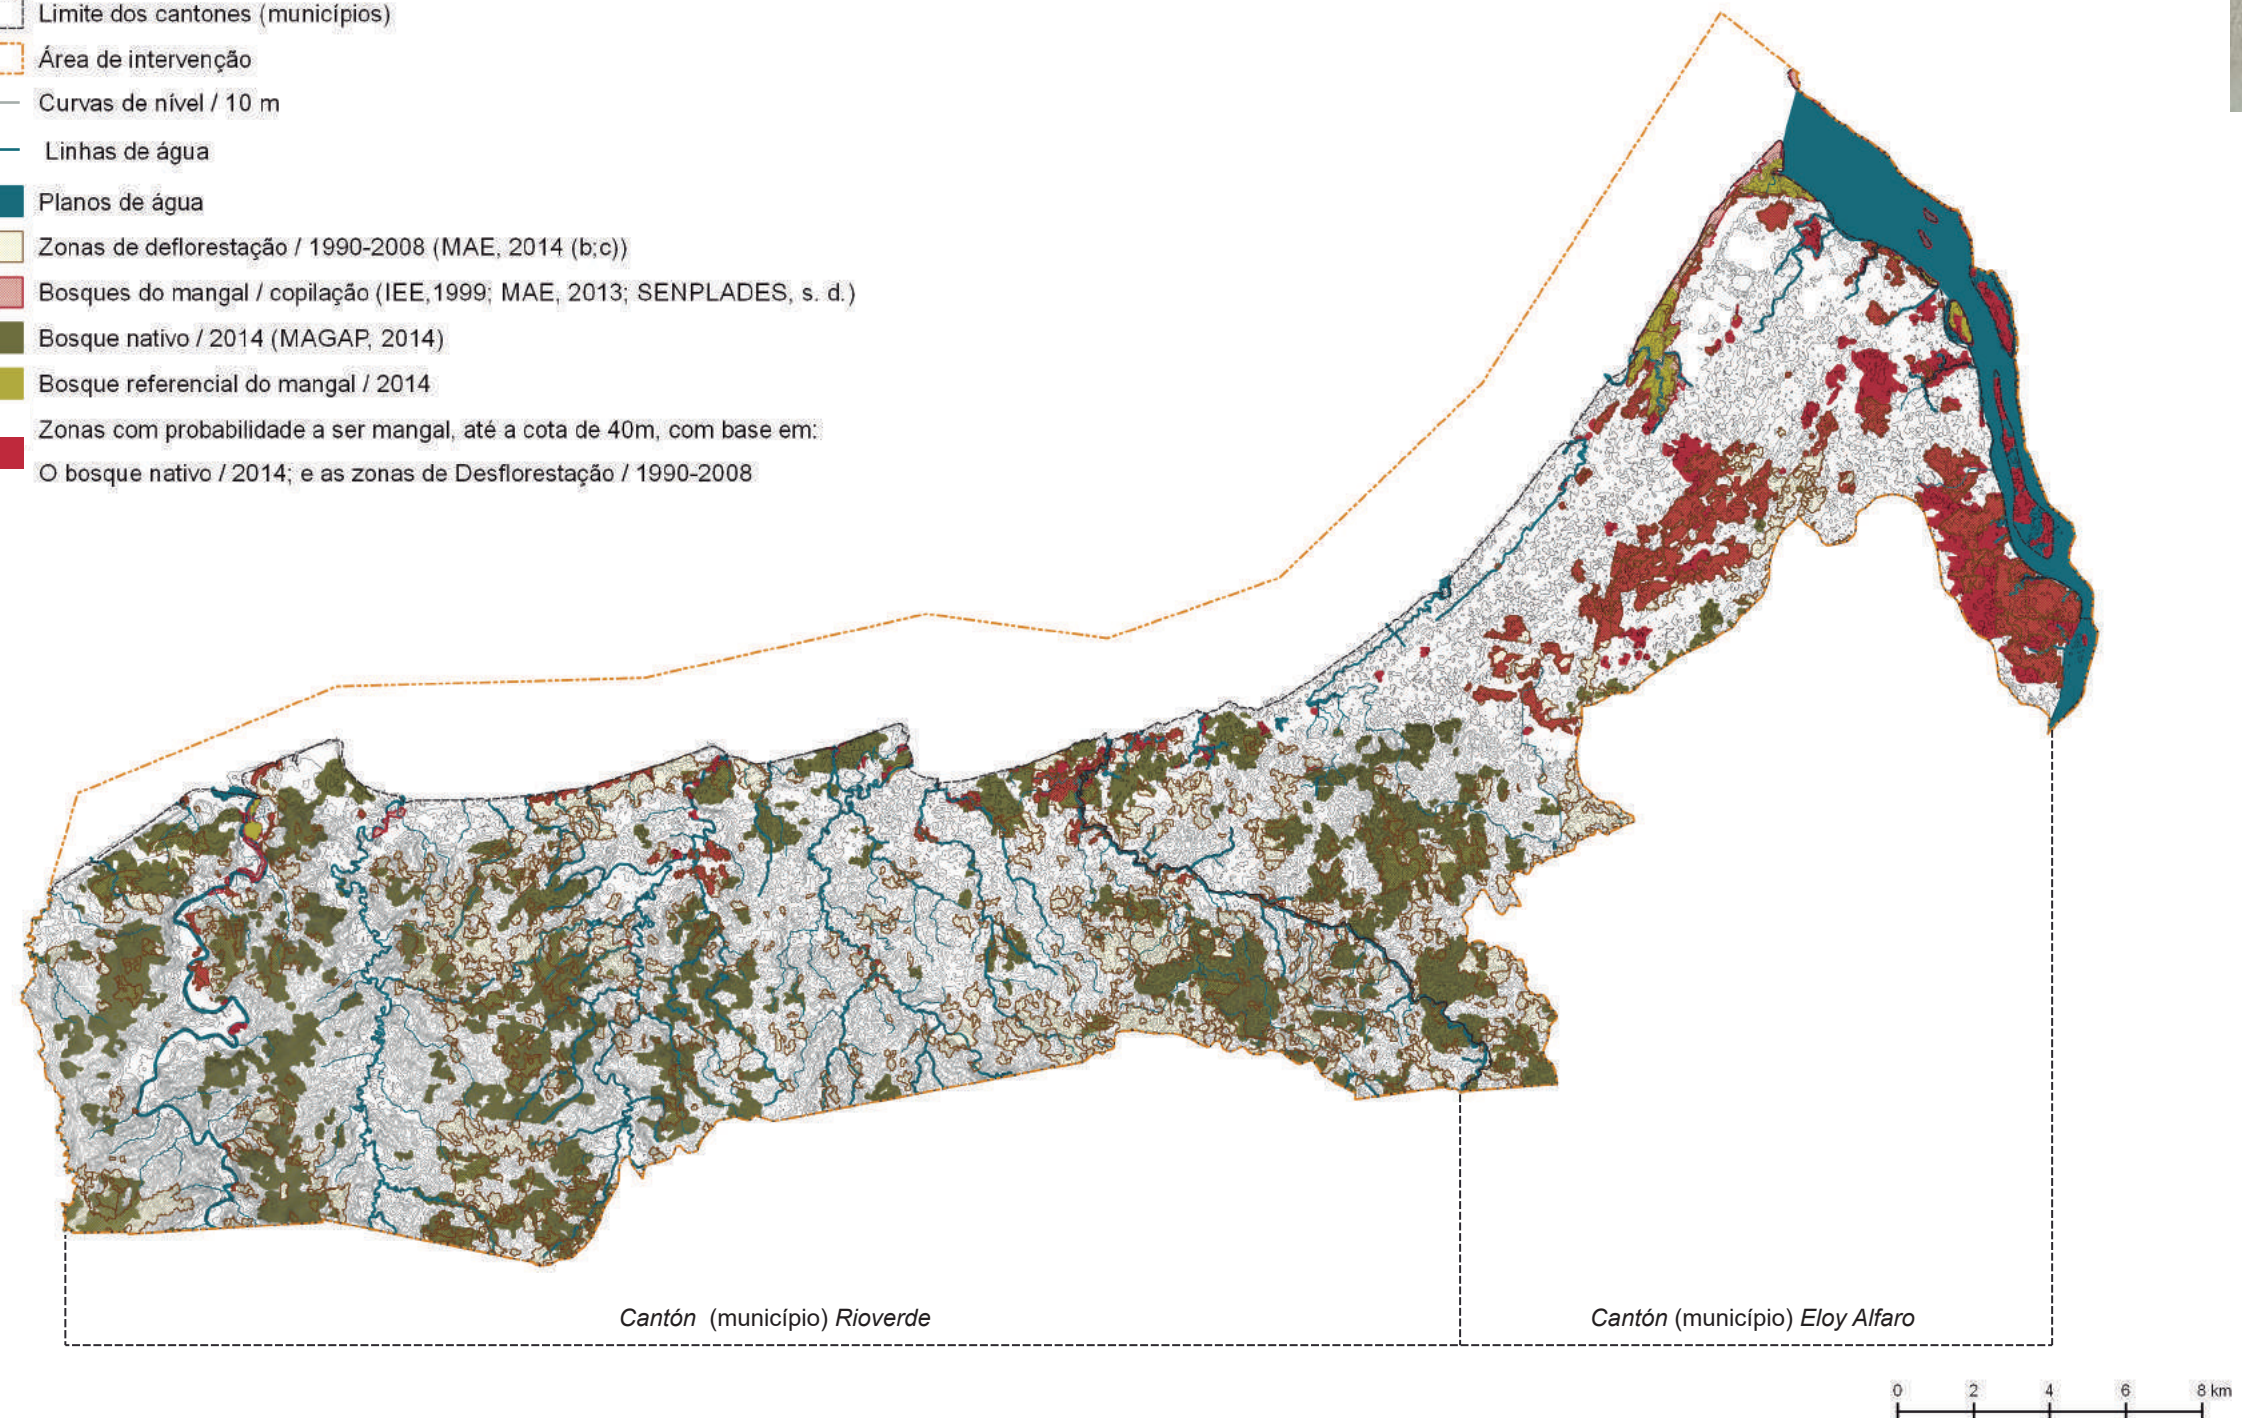 Limite dos cantones (municípios)
Área de intervenção
Curvas de nível / 10 m
Linhas de água
Planos de água
Zonas de deflorestação / 1990-2008 (MAE, 2014 (b;c))
Bosques do mangal / copilação (IEE,1999; MAE, 2013; SENPLADES, s. d.)
Bosque nativo / 2014 (MAGAP, 2014)
Bosque referencial do mangal / 2014
Zonas com probabilidade a ser mangal, até a cota de 40m, com base em:
O bosque nativo / 2014; e as zonas de Desflorestação / 1990-2008
Cantón (município) Rioverde
Cantón (município) Eloy Alfaro
0 2 4 6 8 km